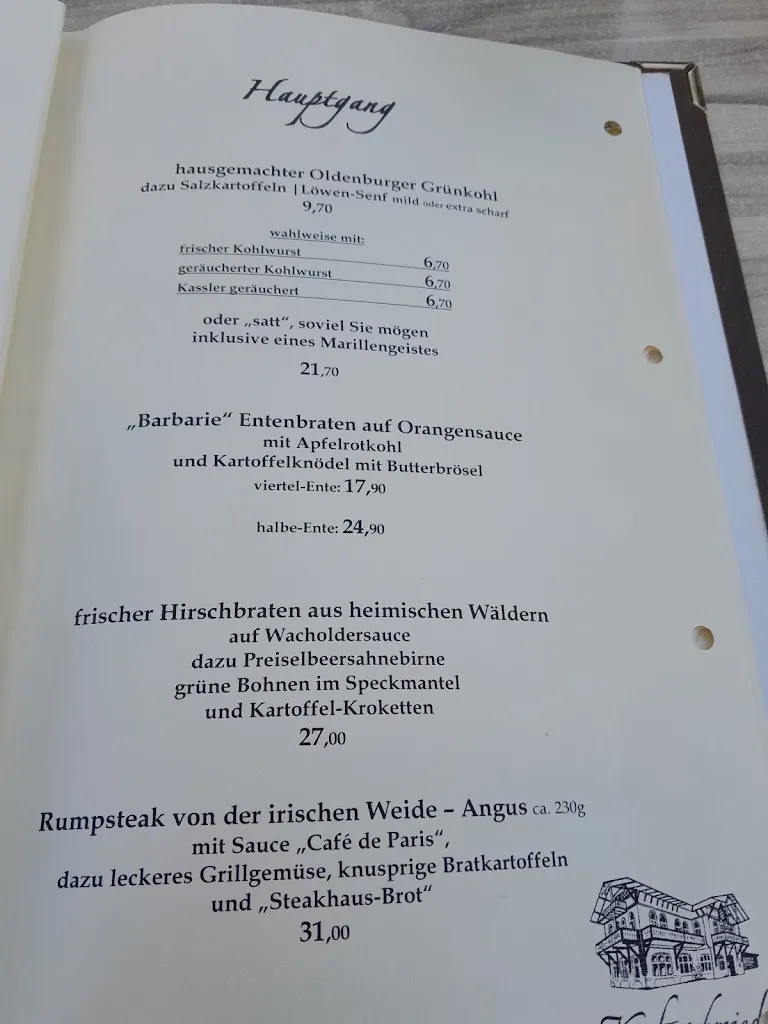 Hauptgang
hausgemachter Oldenburger Grünkohl
dazu Salzkartoffeln | Löwen-Senf mild oder extra scharf
9,70
wahlweise mit:
frischer Kohlwurst 6,70
geräucherter Kohlwurst 6,70
Kassler geräuchert 6,70
oder „satt“, soviel Sie mögen
inklusive eines Marillengeistes
21,70
„Barbarie“ Entenbraten auf Orangensauce
mit Apfelrotkohl
und Kartoffelknödel mit Butterbrösel
viertel-Ente: 17,90
halbe-Ente: 24,90
frischer Hirschbraten aus heimischen Wäldern
auf Wacholdersauce
dazu Preiselbeersahnebirne
grüne Bohnen im Speckmantel
und Kartoffel-Kroketten
27,00
Rumpsteak von der irischen Weide – Angus ca. 230g
mit Sauce „Café de Paris“,
dazu leckeres Grillgemüse, knusprige Bratkartoffeln
und „Steakhaus-Brot“
31,00